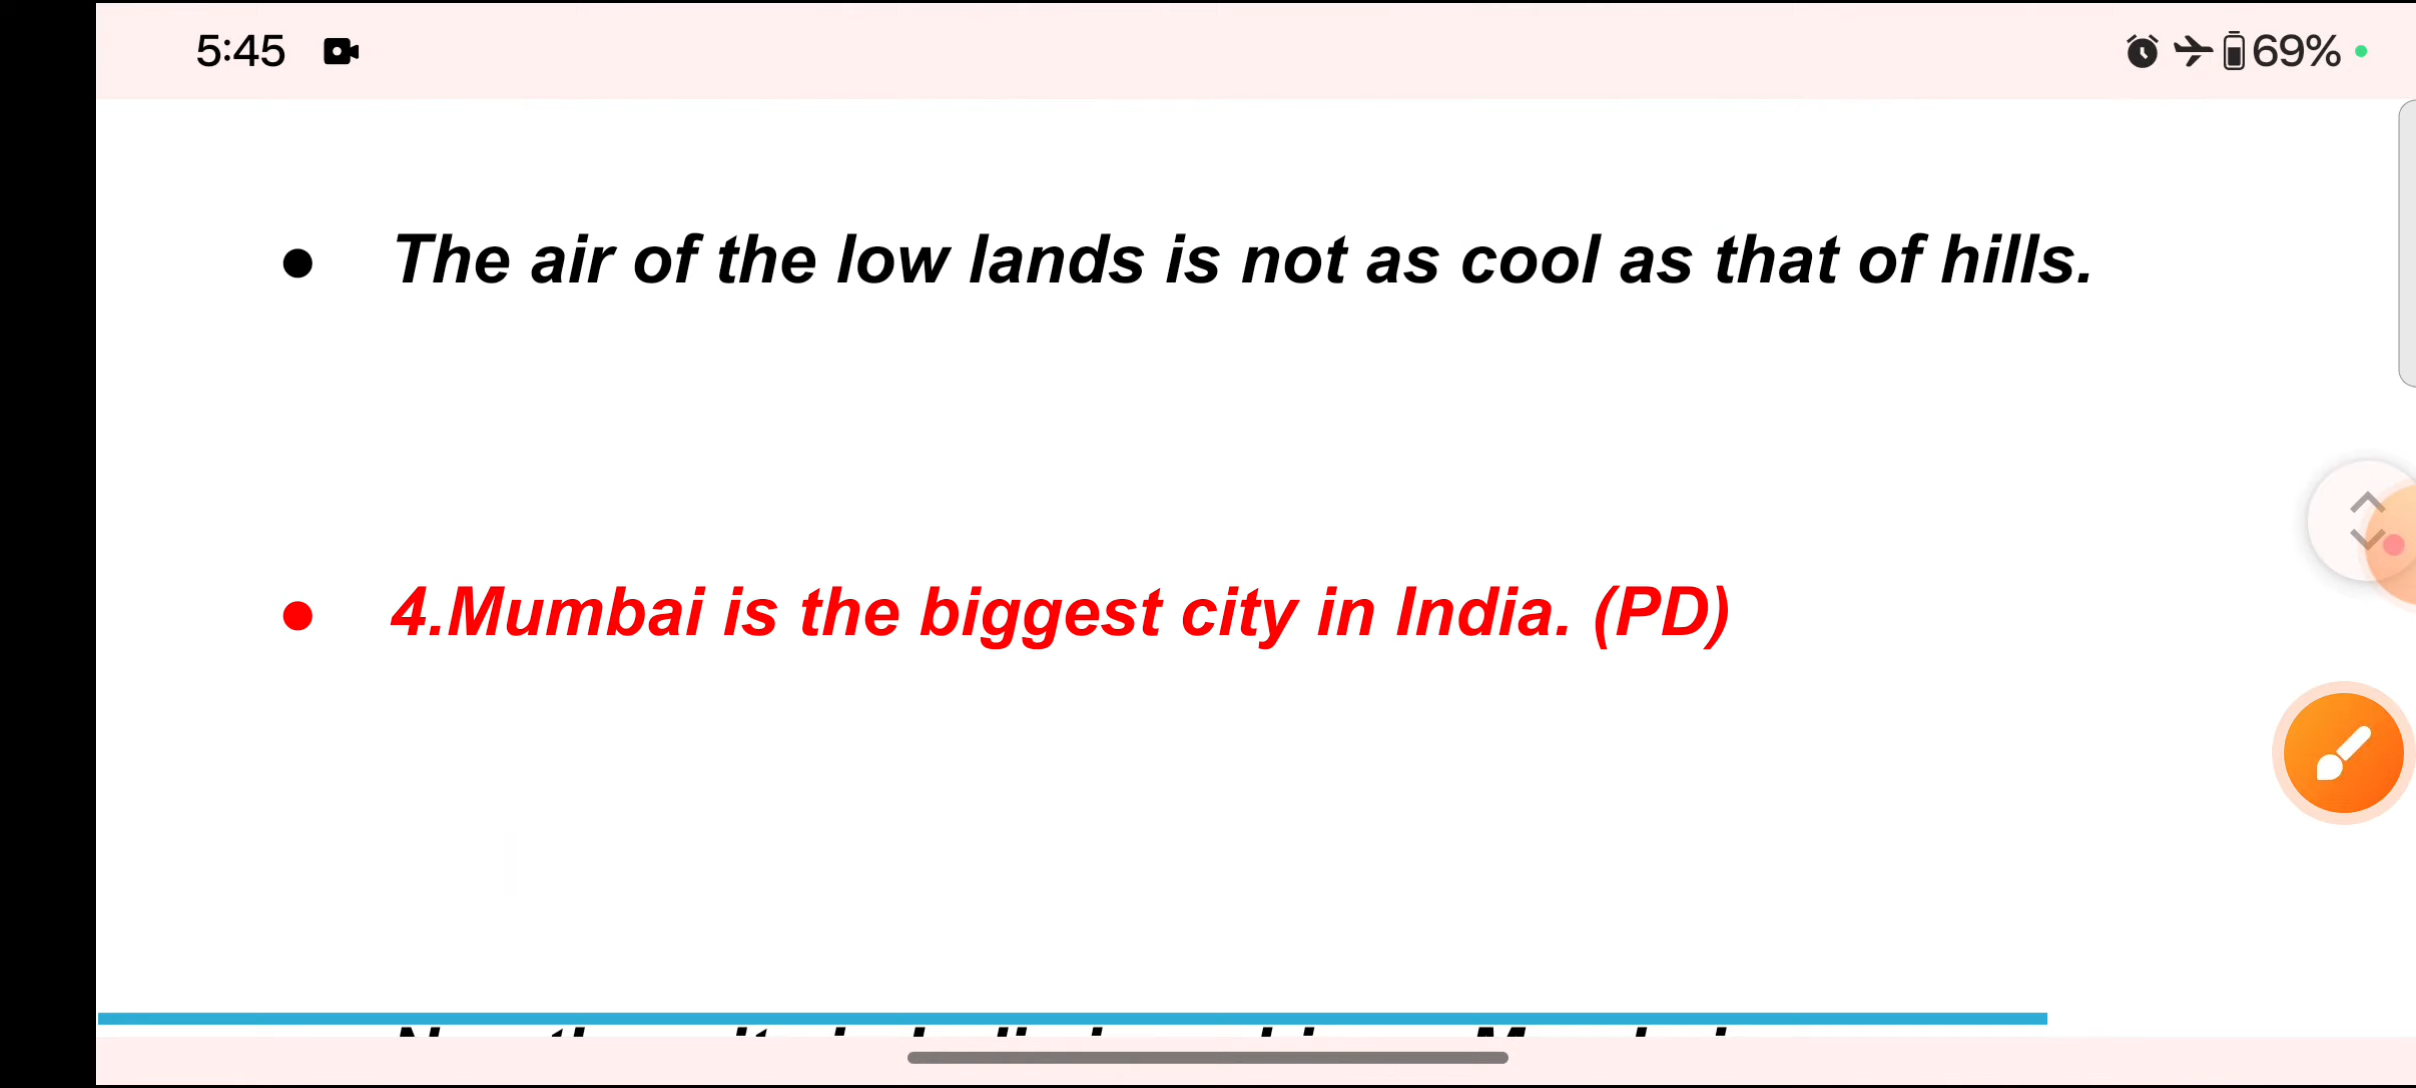 5:45
69%
The air of the low lands is not as cool as that of hills.
4.Mumbai is the biggest city in India. (PD)